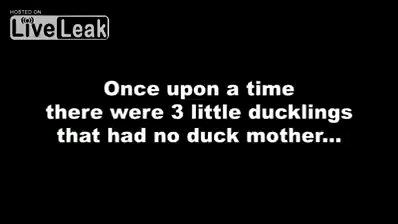 HOSTED ON
LiveLeak
Once upon a time
there were 3 little ducklings
that had no duck mother...